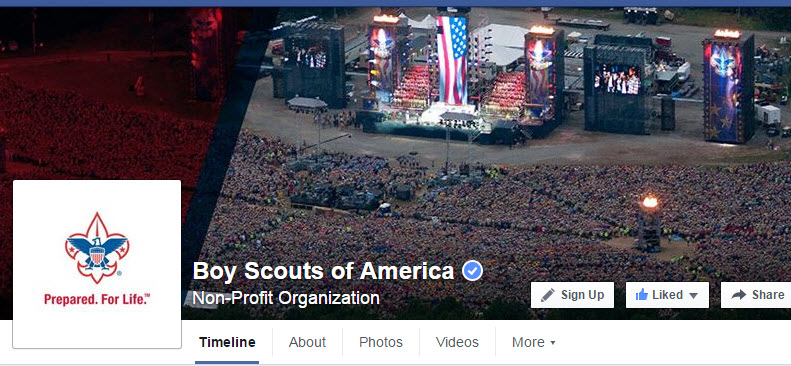 Boy Scouts of America
Non-Profit Organization
Prepared. For Life.™
Sign Up
Liked
Share
Timeline
About
Photos
Videos
More